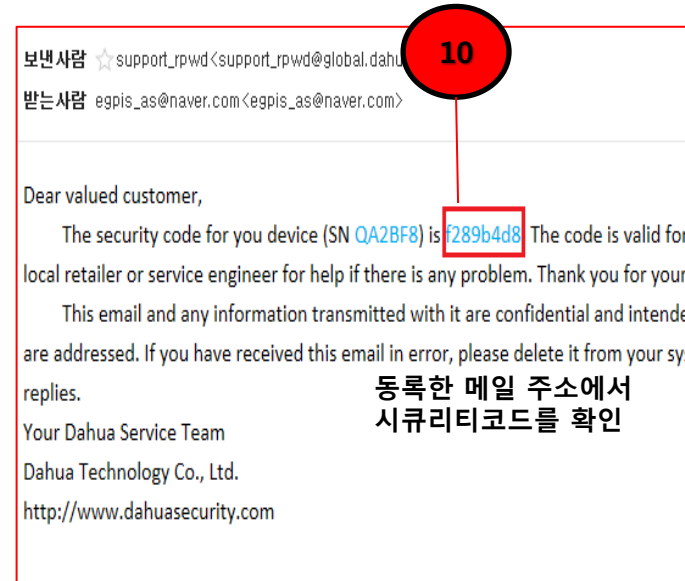 10
보낸사람 ☆support_rpwd<support_rpwd@global.dahu
받는사람 egpis_as@naver.com<egpis_as@naver.com>
Dear valued customer,
The security code for you device (SN QA2BF8) is f289b4d8. The code is valid for
local retailer or service engineer for help if there is any problem. Thank you for your
This email and any information transmitted with it are confidential and intende
are addressed. If you have received this email in error, please delete it from your sy
replies.
동록한 메일 주소에서
시큐리티코드를 확인
Your Dahua Service Team
Dahua Technology Co., Ltd.
http://www.dahuasecurity.com